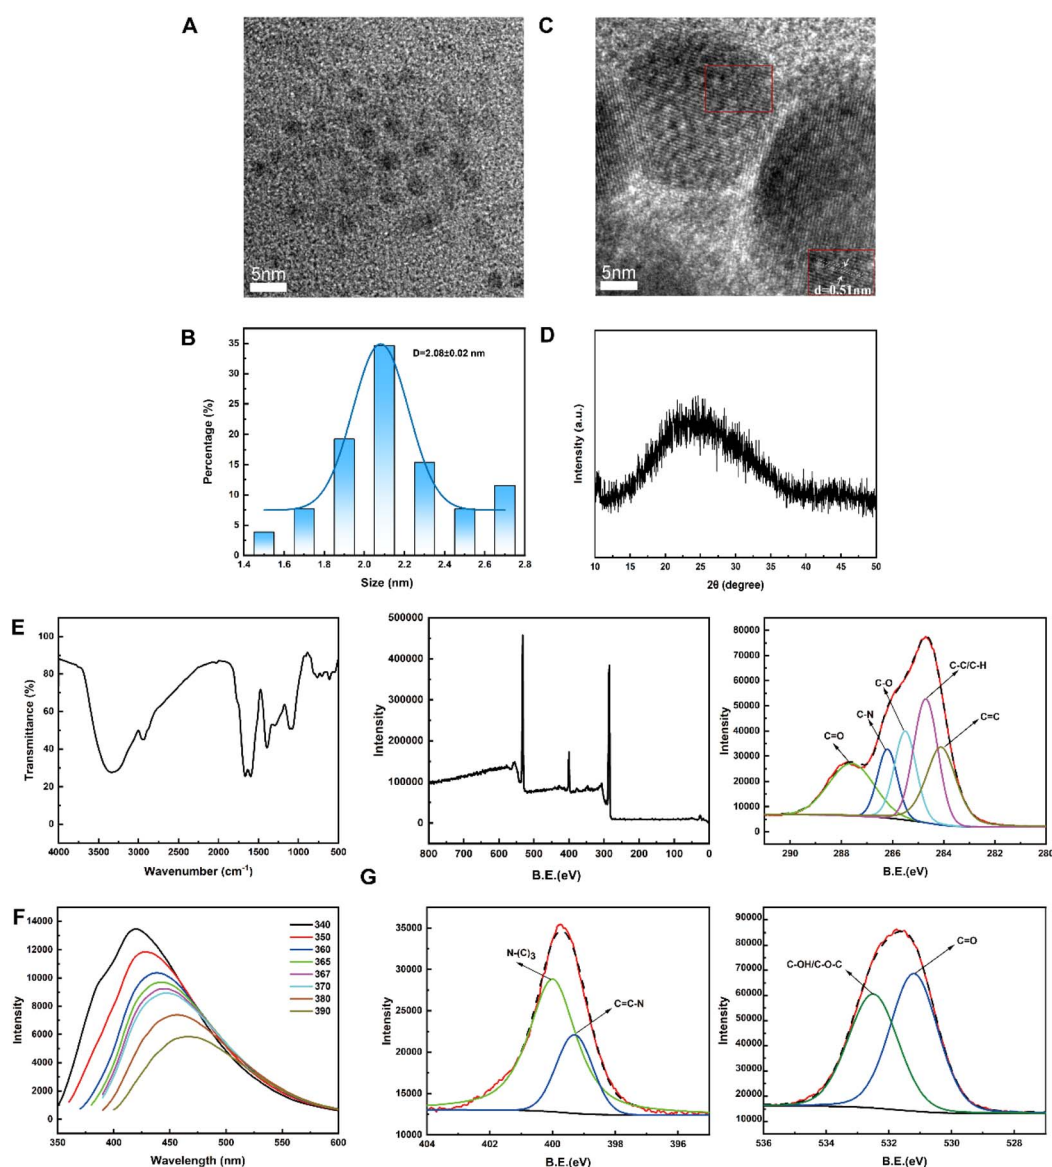 A
5nm
C
5nm
d=0.51nm
B
D=2.08±0.02 nm
Percentage (%)
35
30
25
20
15
10
5
0
1.4 1.6 1.8 2.0 2.2 2.4 2.6 2.8
Size (nm)
D
Intensity (a.u.)
10 15 20 25 30 35 40 45 50
2θ (degree)
E
Transmittance (%)
100
80
60
40
20
0
4000 3500 3000 2500 2000 1500 1000 500
Wavenumber (cm⁻¹)
Intensity
500000
400000
300000
200000
100000
0
800 700 600 500 400 300 200 100 0
B.E.(eV)
Intensity
80000
70000
60000
50000
40000
30000
20000
10000
0
C=O
C-N
C-O
C-C/C-H
C=C
290 288 286 284 282 280
B.E.(eV)
F
Intensity
14000
12000
10000
8000
6000
4000
2000
0
340
350
360
365
367
370
380
390
350 400 450 500 550 600
Wavelength (nm)
G
Intensity
35000
30000
25000
20000
15000
10000
N-(C)₃
C=C-N
404 402 400 398 396
B.E.(eV)
Intensity
90000
80000
70000
60000
50000
40000
30000
20000
10000
C-OH/C-O-C
C=O
536 534 532 530 528
B.E.(eV)